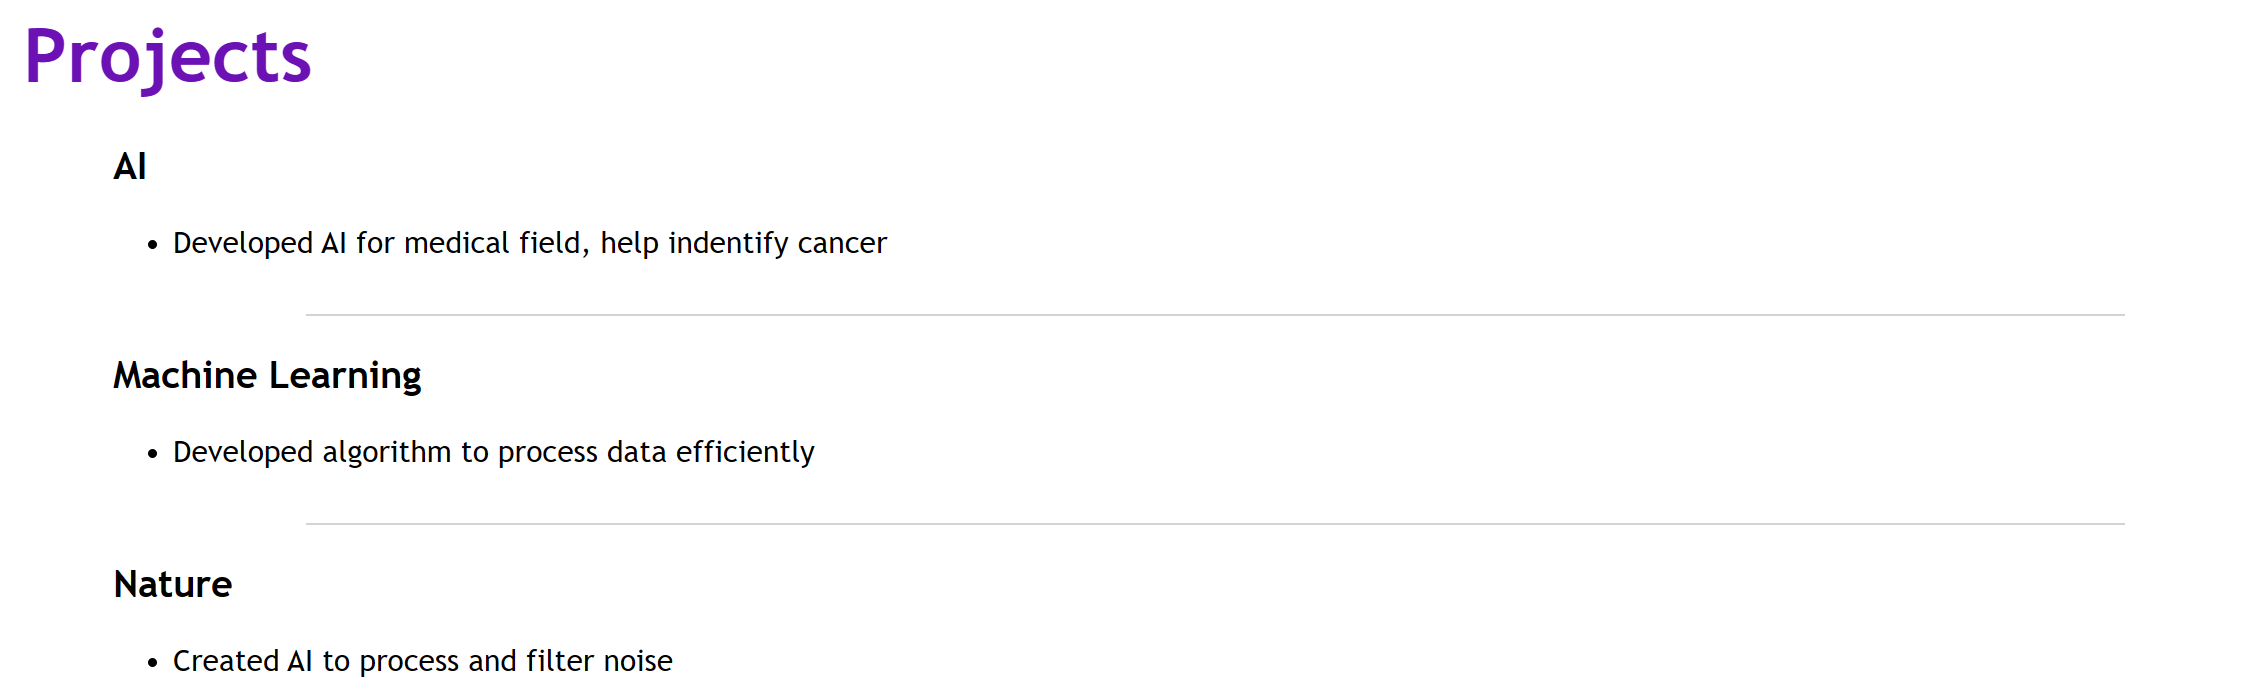 Projects
AI
• Developed AI for medical field, help indentify cancer
Machine Learning
• Developed algorithm to process data efficiently
Nature
• Created AI to process and filter noise